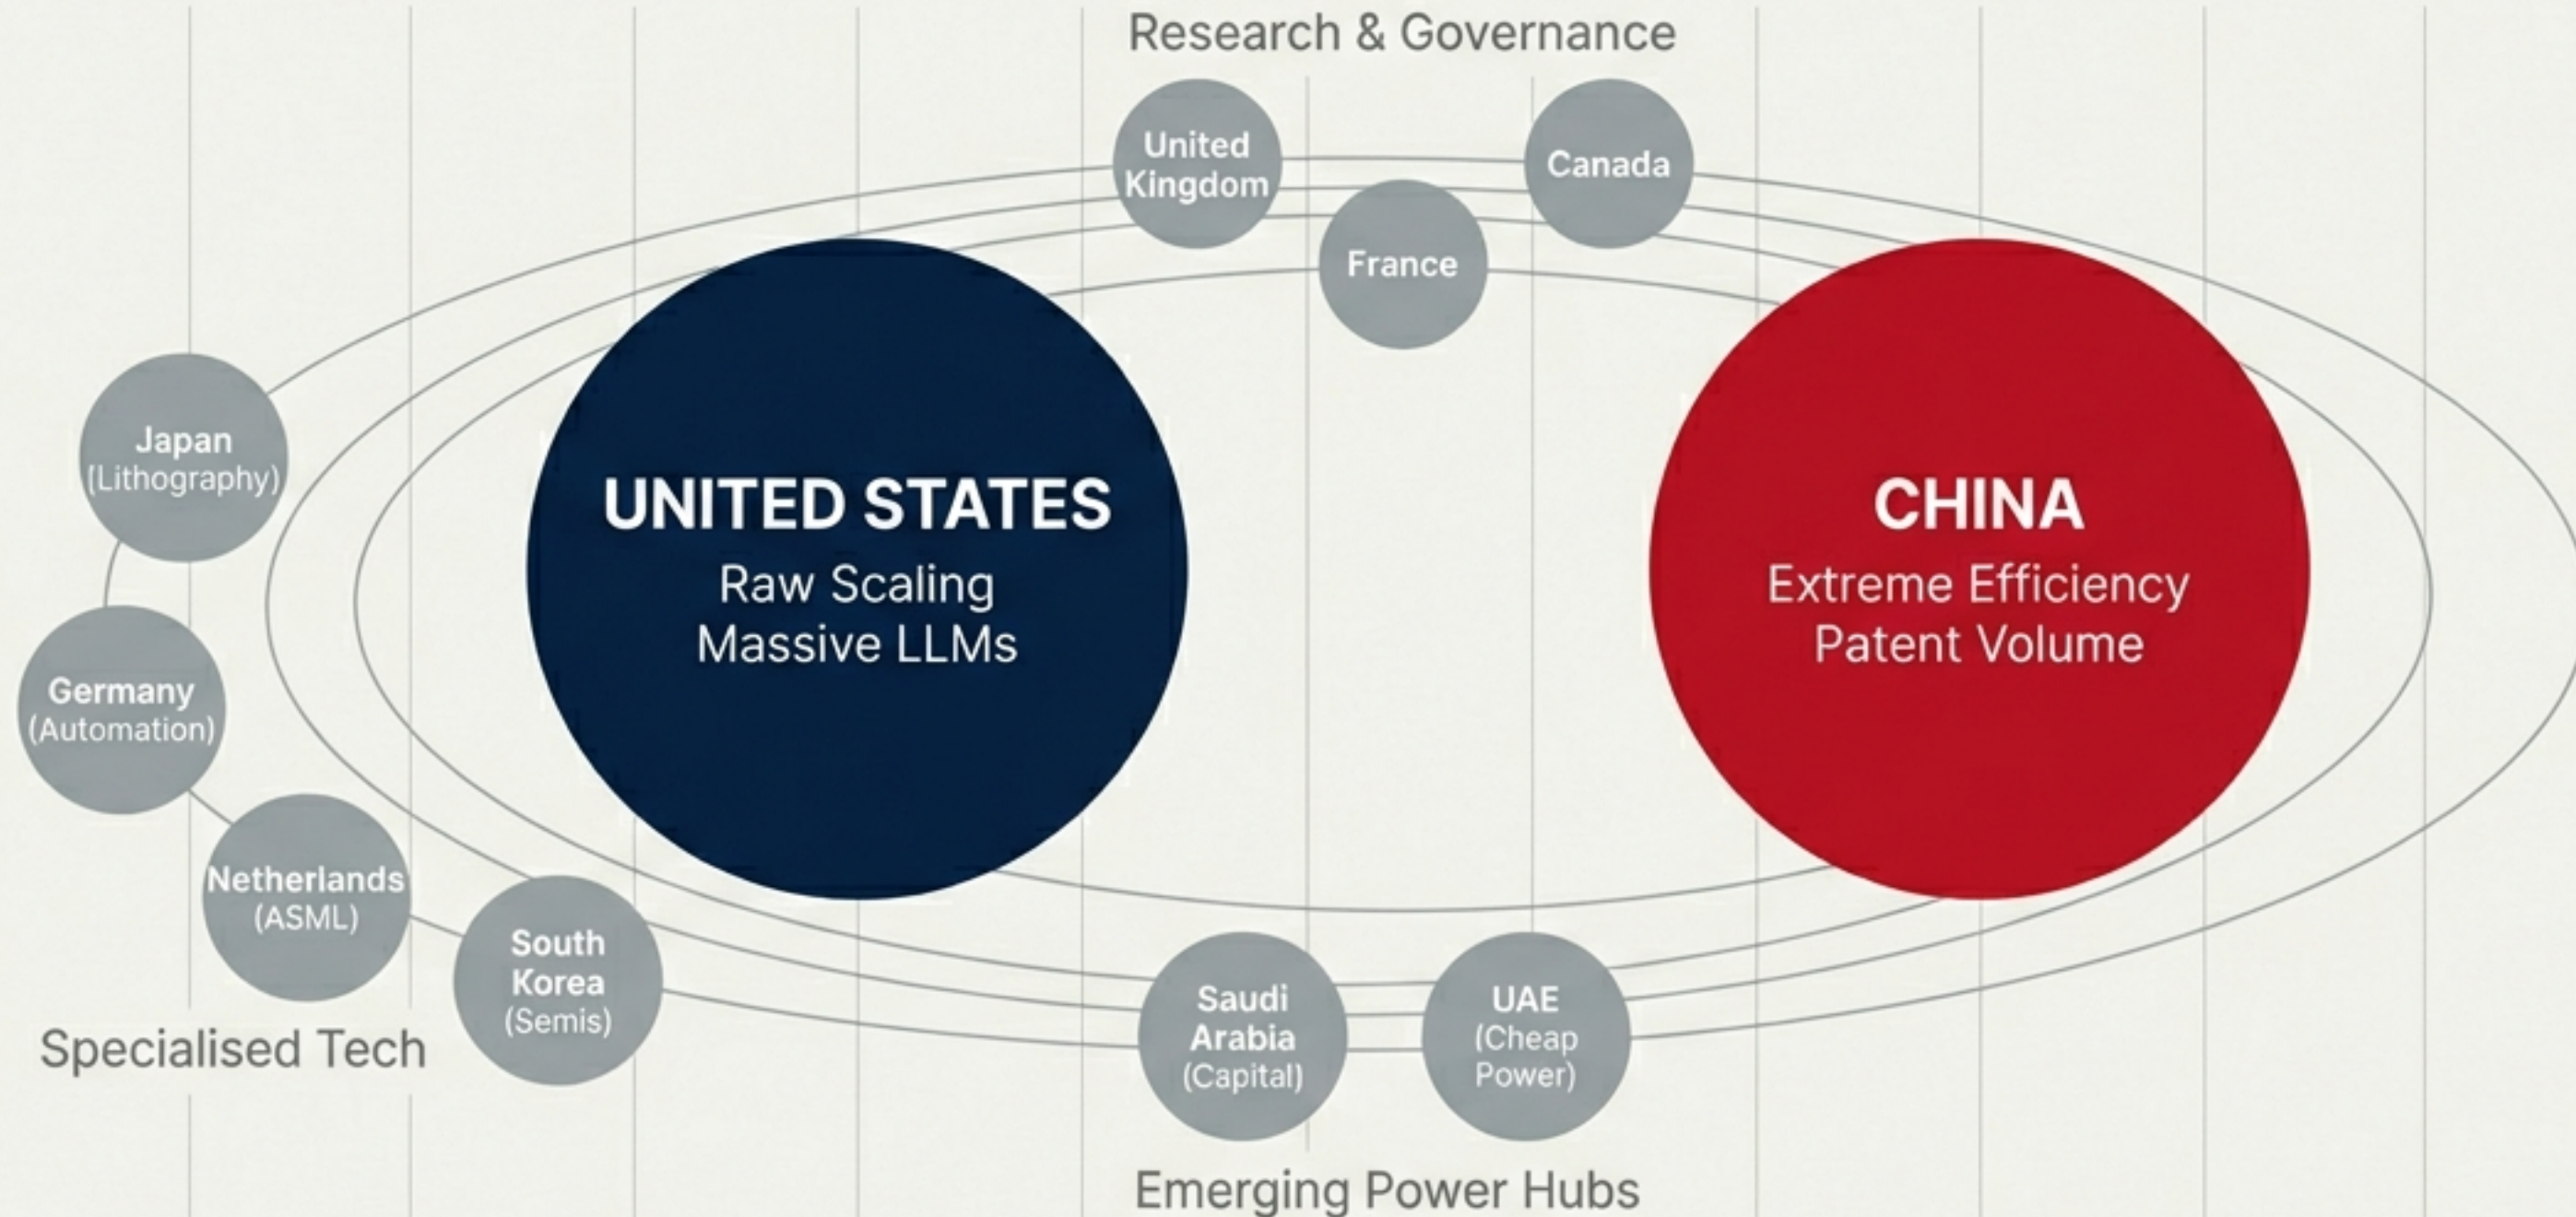 Research & Governance
United
Kingdom
Canada
France
Japan
(Lithography)
UNITED STATES
Raw Scaling
Massive LLMs
CHINA
Extreme Efficiency
Patent Volume
Germany
(Automation)
Netherlands
(ASML)
South
Korea
(Semis)
Specialised Tech
Saudi
Arabia
(Capital)
UAE
(Cheap
Power)
Emerging Power Hubs